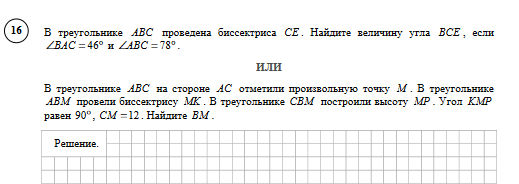 16
В треугольнике ABC проведена биссектриса CE. Найдите величину угла BCE, если
∠BAC = 46° и ∠ABC = 78°.
ИЛИ
В треугольнике ABC на стороне AC отметили произвольную точку M. В треугольнике
ABM провели биссектрису MK. В треугольнике CBM построили высоту MP. Угол KMP
равен 90°, CM = 12. Найдите BM.
Решение.